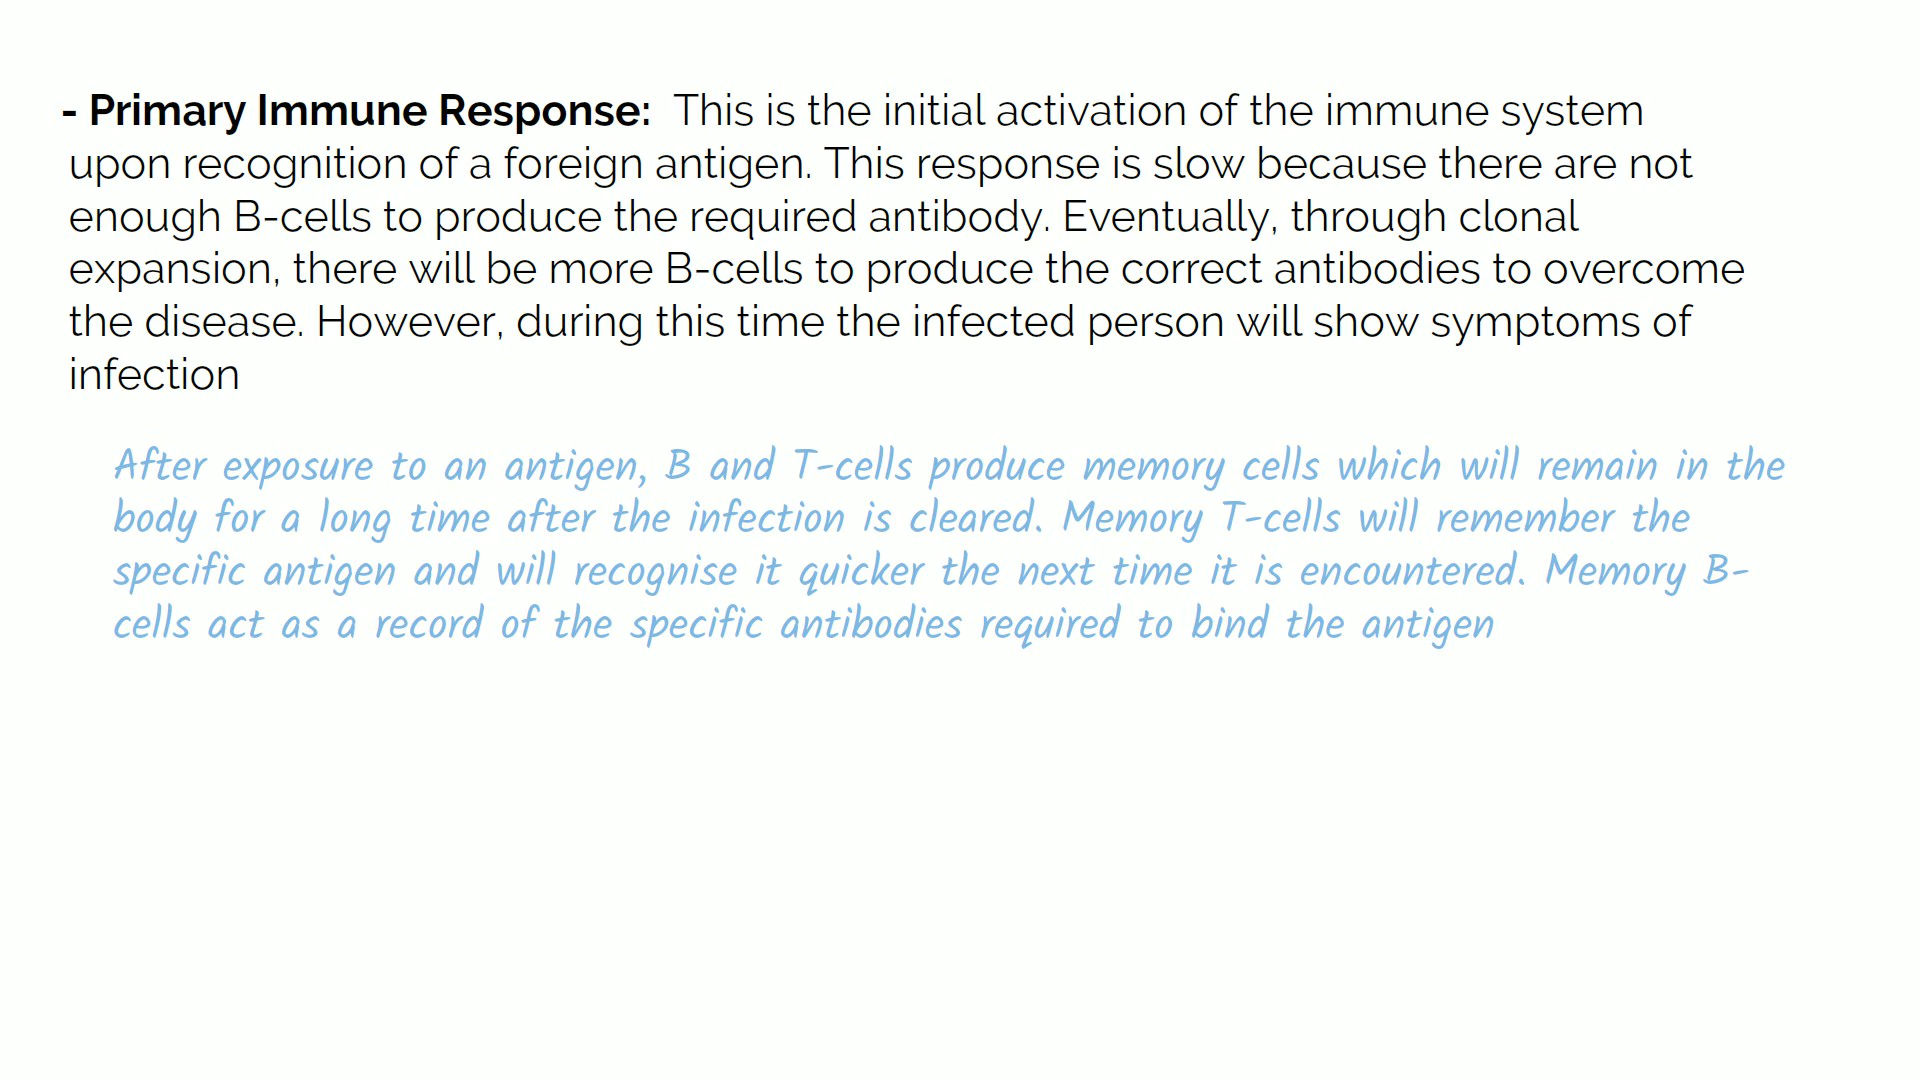 - Primary Immune Response: This is the initial activation of the immune system
upon recognition of a foreign antigen. This response is slow because there are not
enough B-cells to produce the required antibody. Eventually, through clonal
expansion, there will be more B-cells to produce the correct antibodies to overcome
the disease. However, during this time the infected person will show symptoms of
infection
After exposure to an antigen, B and T-cells produce memory cells which will remain in the
body for a long time after the infection is cleared. Memory T-cells will remember the
specific antigen and will recognise it quicker the next time it is encountered. Memory B-
cells act as a record of the specific antibodies required to bind the antigen